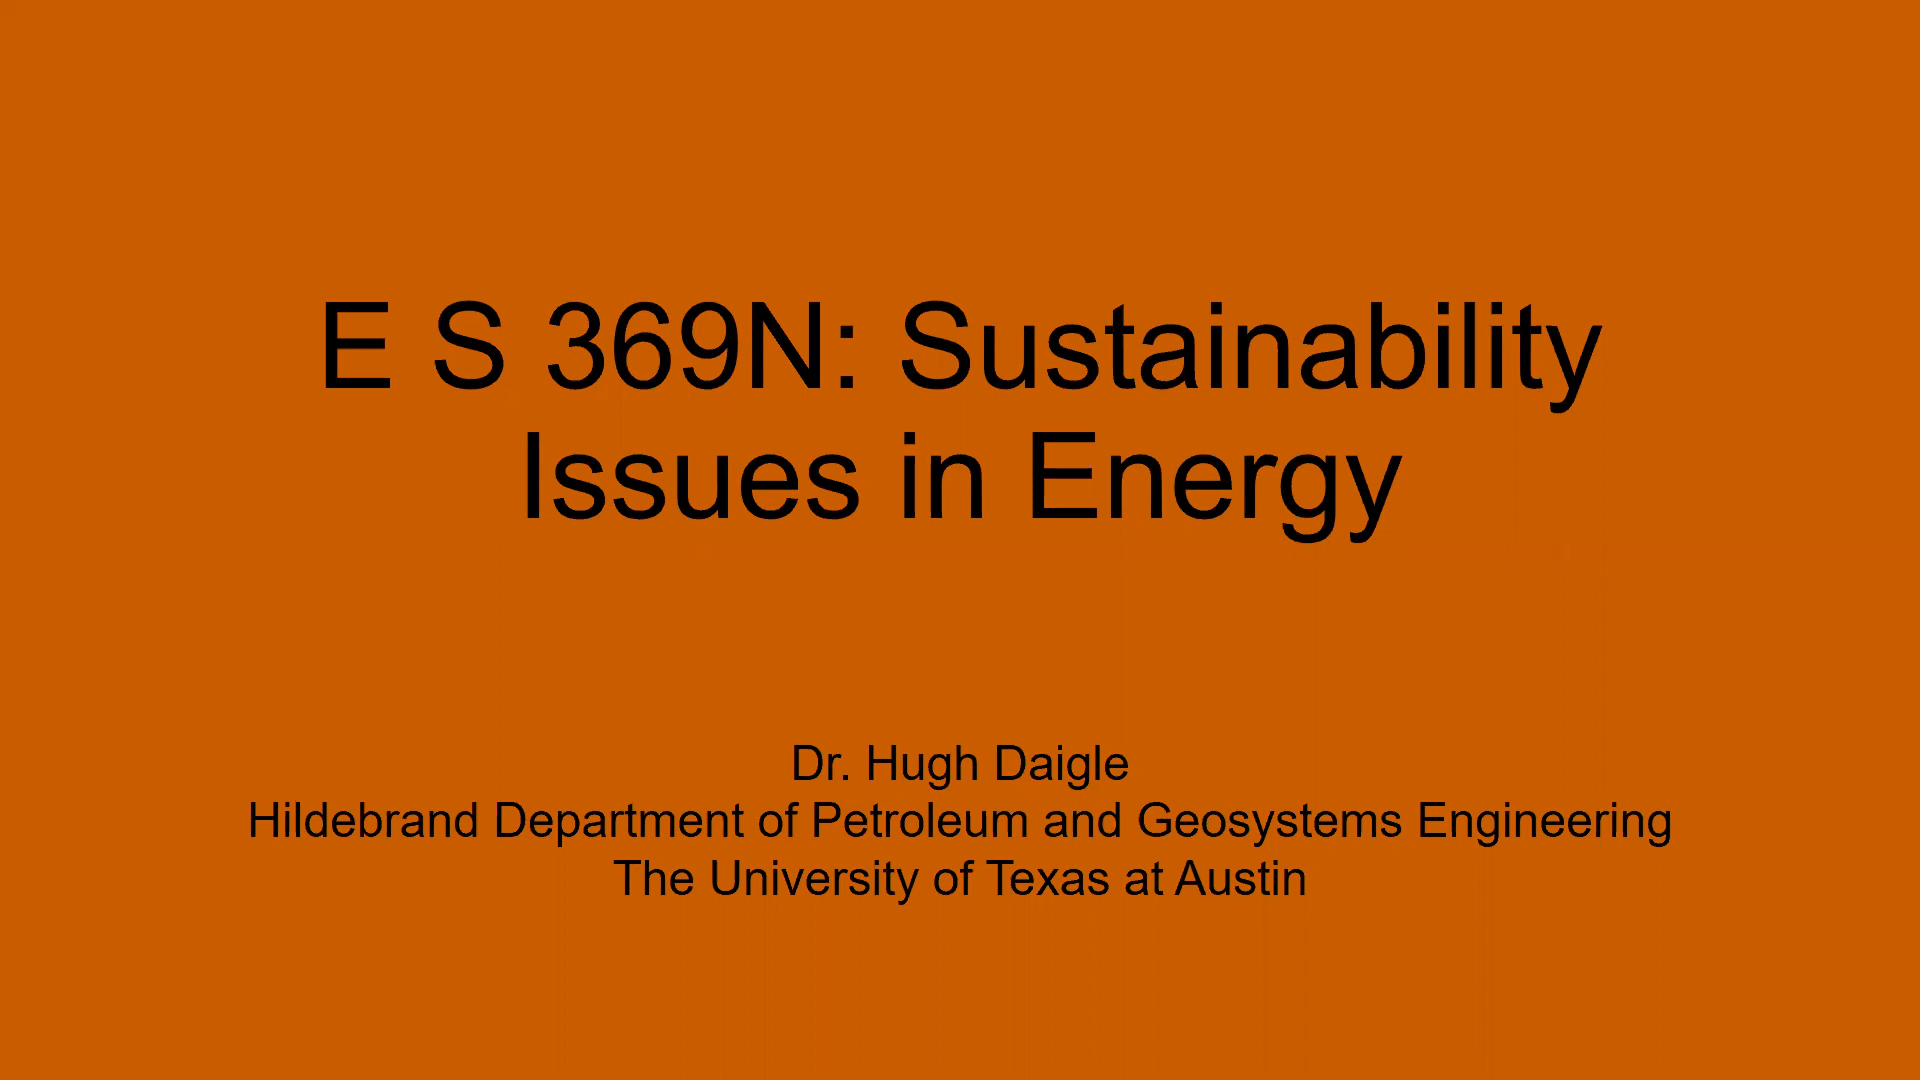 E S 369N: Sustainability
Issues in Energy
Dr. Hugh Daigle
Hildebrand Department of Petroleum and Geosystems Engineering
The University of Texas at Austin